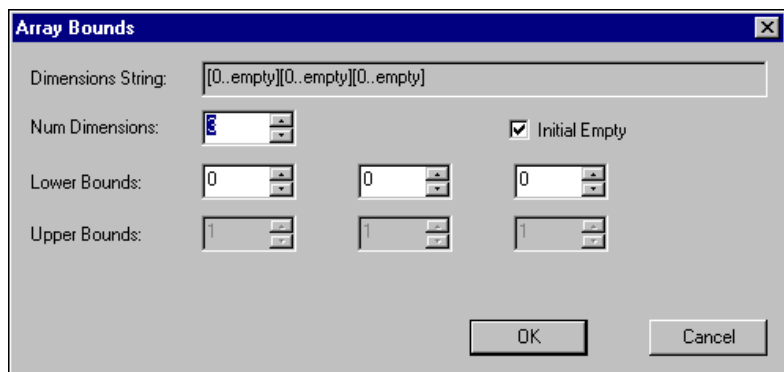 Array Bounds
Dimensions String: [0..empty][0..empty][0..empty]
Num Dimensions: 3 Initial Empty
Lower Bounds: 0 0 0
Upper Bounds: 1 1 1
OK Cancel